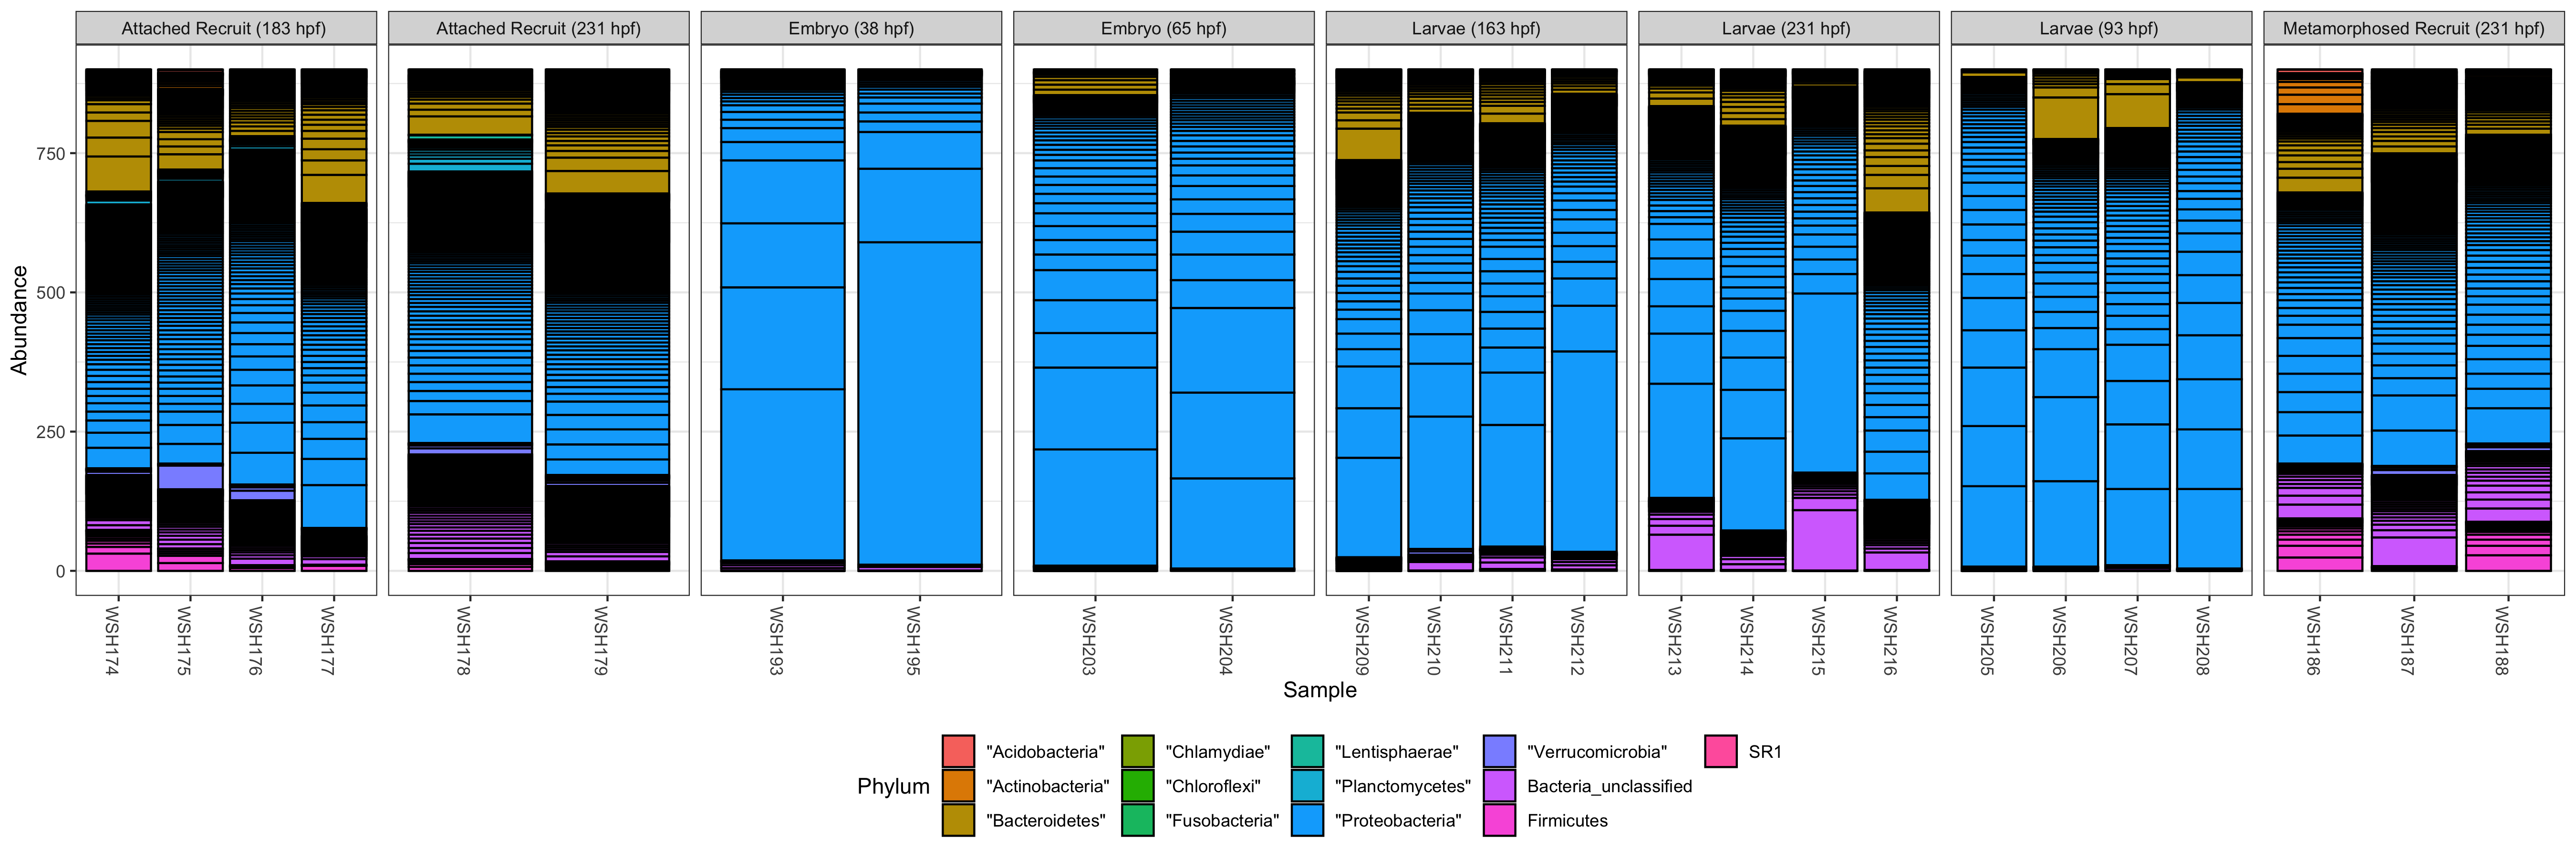 Attached Recruit (183 hpf) Attached Recruit (231 hpf) Embryo (38 hpf) Embryo (65 hpf) Larvae (163 hpf) Larvae (231 hpf) Larvae (93 hpf) Metamorphosed Recruit (231 hpf)
Abundance
750
500
250
0
WSH174 WSH175 WSH176 WSH177 WSH178 WSH179 WSH193 WSH195 WSH203 WSH204 WSH209 WSH210 WSH211 WSH212 WSH213 WSH214 WSH215 WSH216 WSH205 WSH206 WSH207 WSH208 WSH186 WSH187 WSH188
Sample
"Acidobacteria" "Chlamydiae" "Lentisphaerae" "Verrucomicrobia" SR1
Phylum "Actinobacteria" "Chloroflexi" "Planctomycetes" Bacteria_unclassified
"Bacteroidetes" "Fusobacteria" "Proteobacteria" Firmicutes